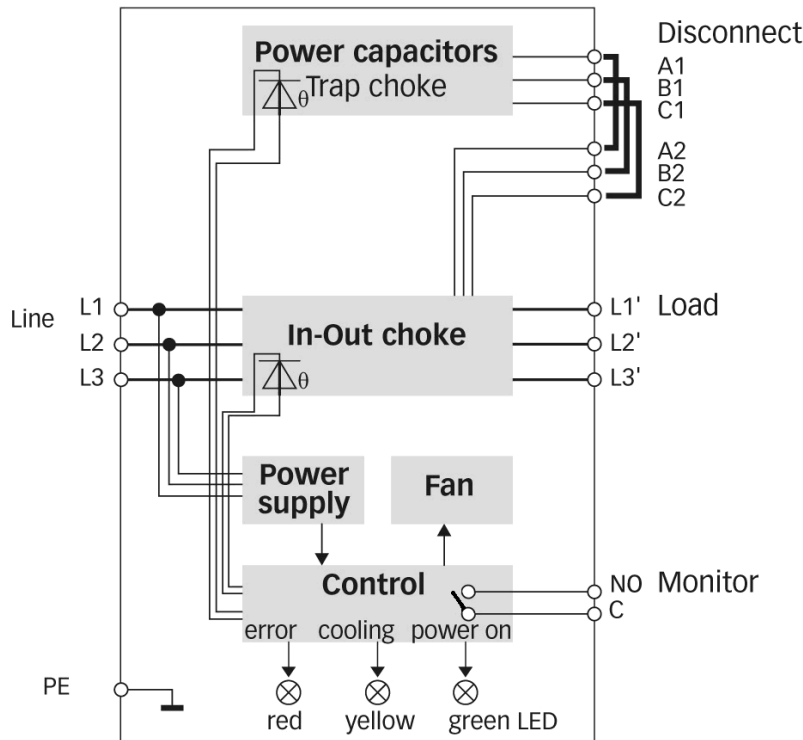 Power capacitors
Trap choke
θ
Disconnect
A1
B1
C1
A2
B2
C2
Line
L1
L2
L3
In-Out choke
θ
L1'
L2'
L3'
Load
Power
supply
Fan
Control
error cooling power on
NO
C
Monitor
PE
red yellow green LED